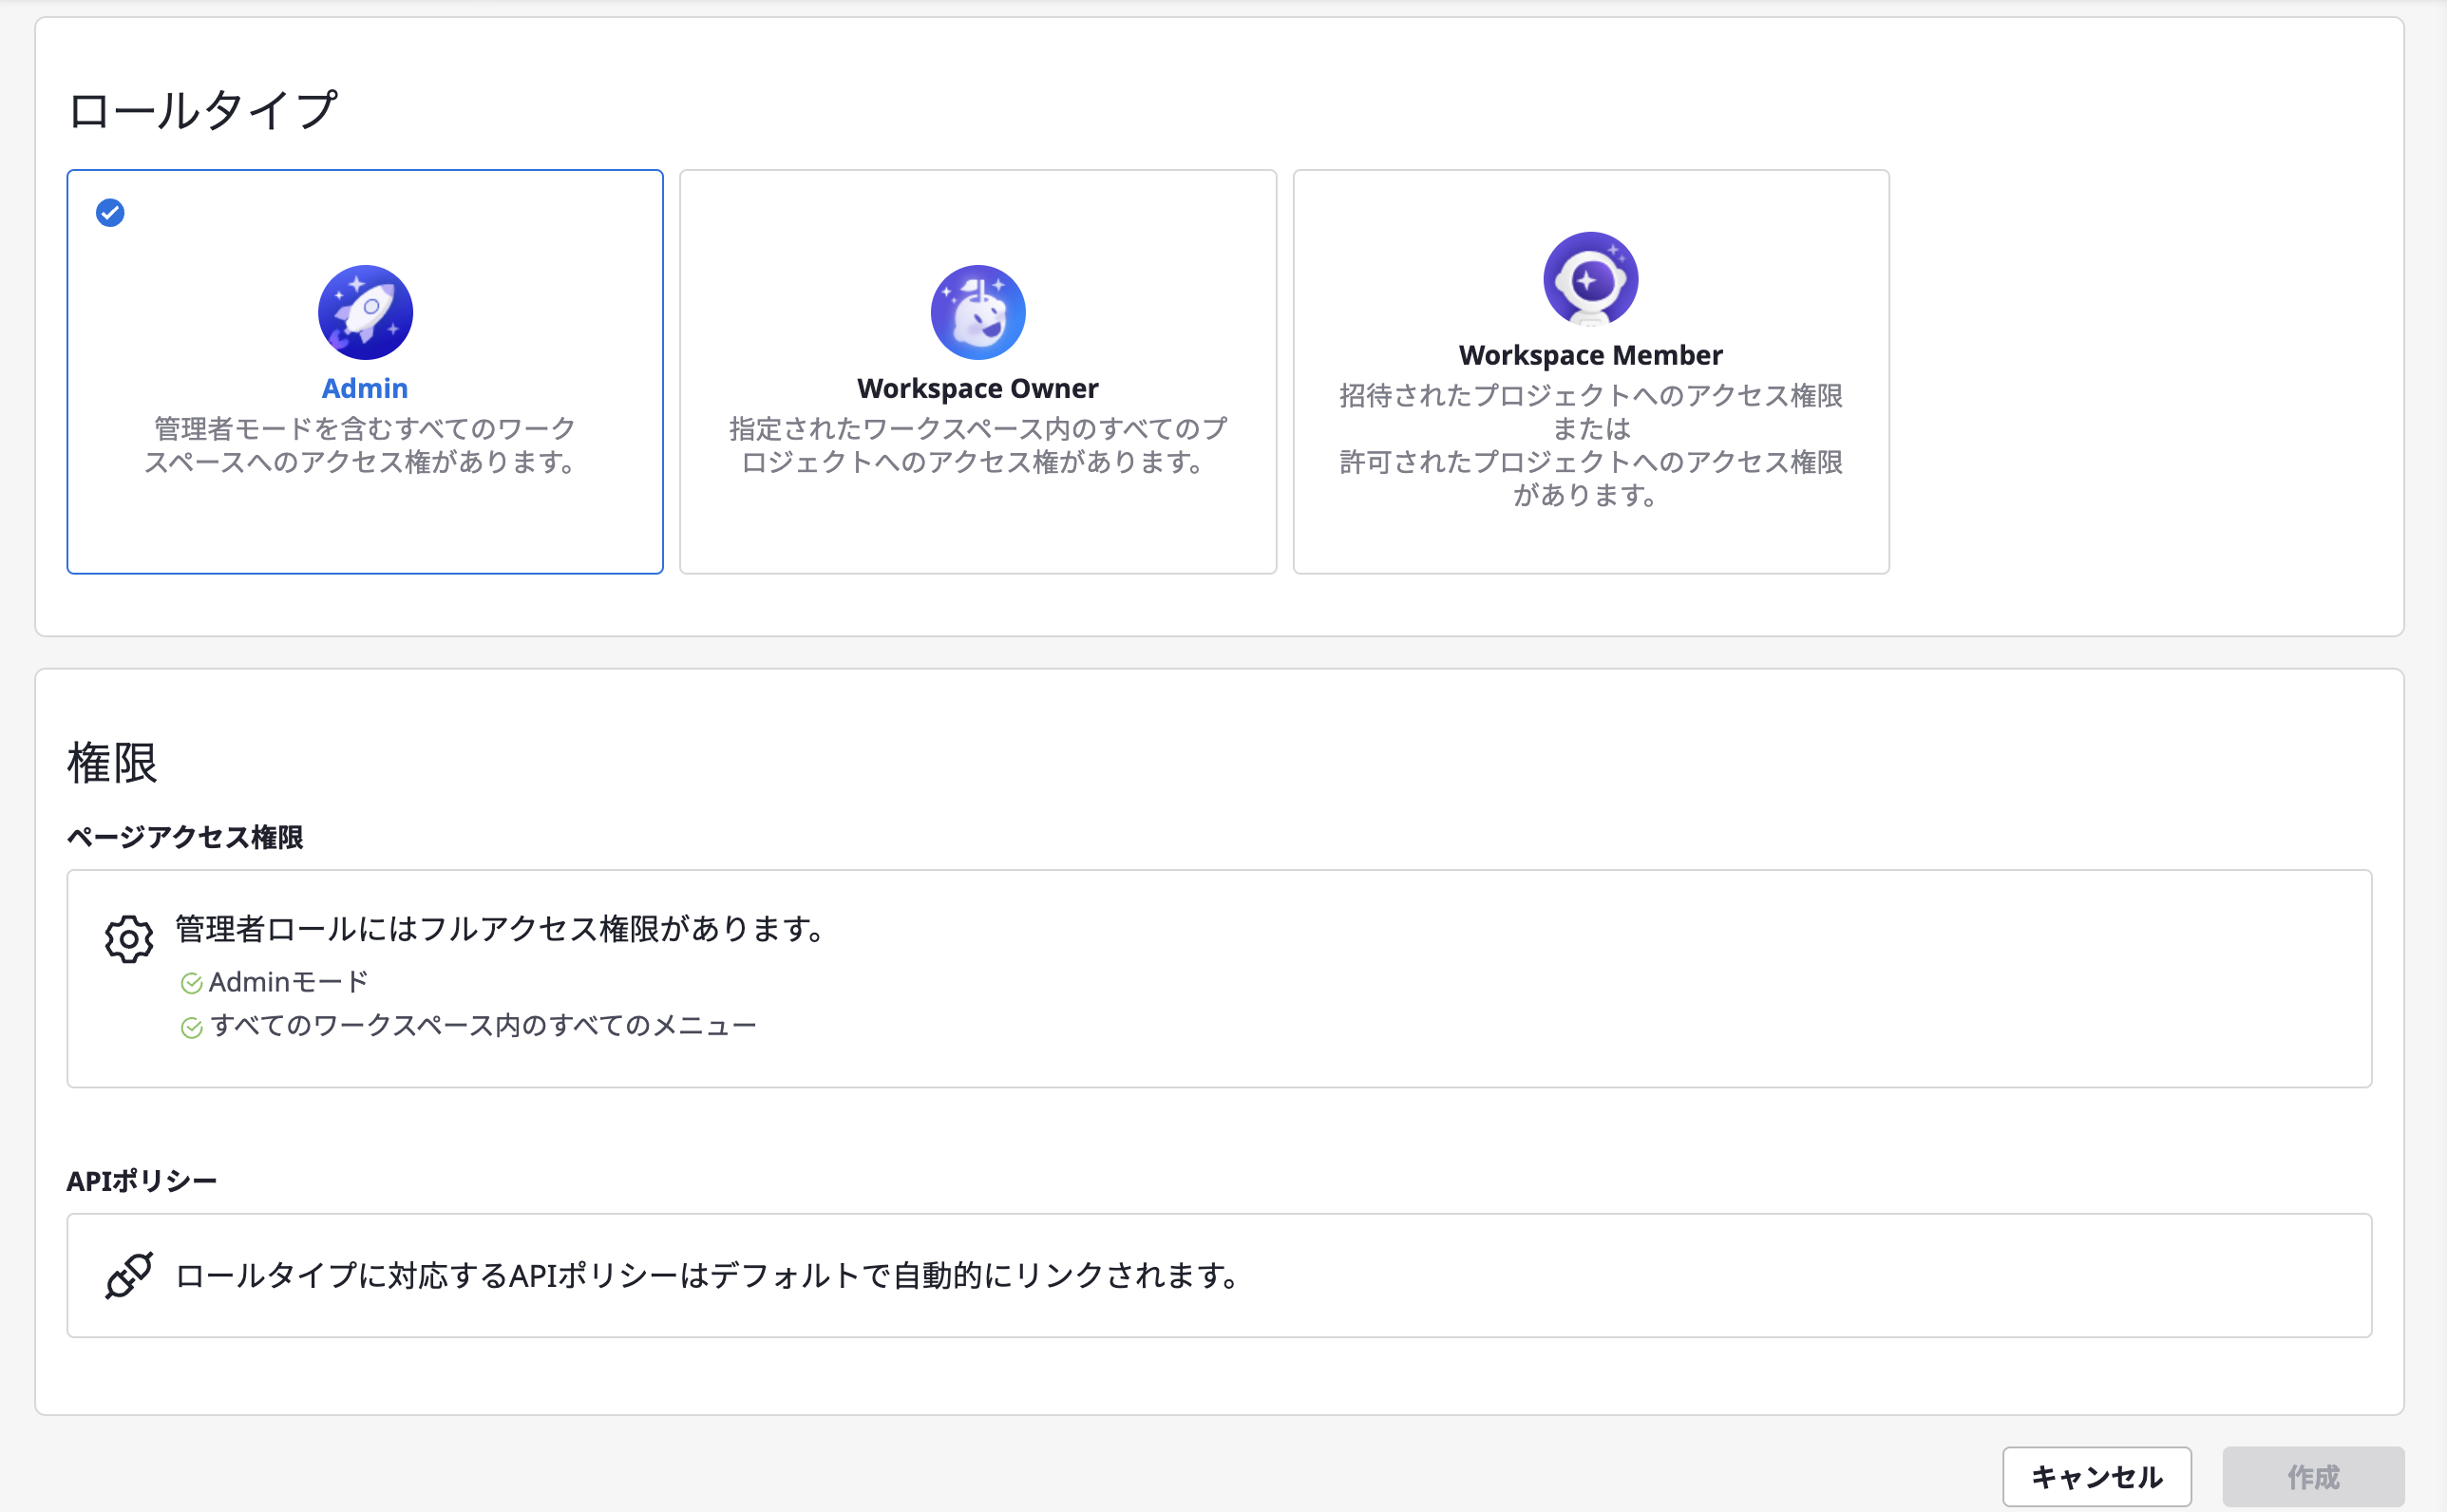 ロールタイプ
Admin
管理者モードを含むすべてのワーク
スペースへのアクセス権があります。
Workspace Owner
指定されたワークスペース内のすべてのプ
ロジェクトへのアクセス権があります。
Workspace Member
招待されたプロジェクトへのアクセス権限
または
許可されたプロジェクトへのアクセス権限
があります。
権限
ページアクセス権限
管理者ロールにはフルアクセス権限があります。
Adminモード
すべてのワークスペース内のすべてのメニュー
APIポリシー
ロールタイプに対応するAPIポリシーはデフォルトで自動的にリンクされます。
キャンセル
作成